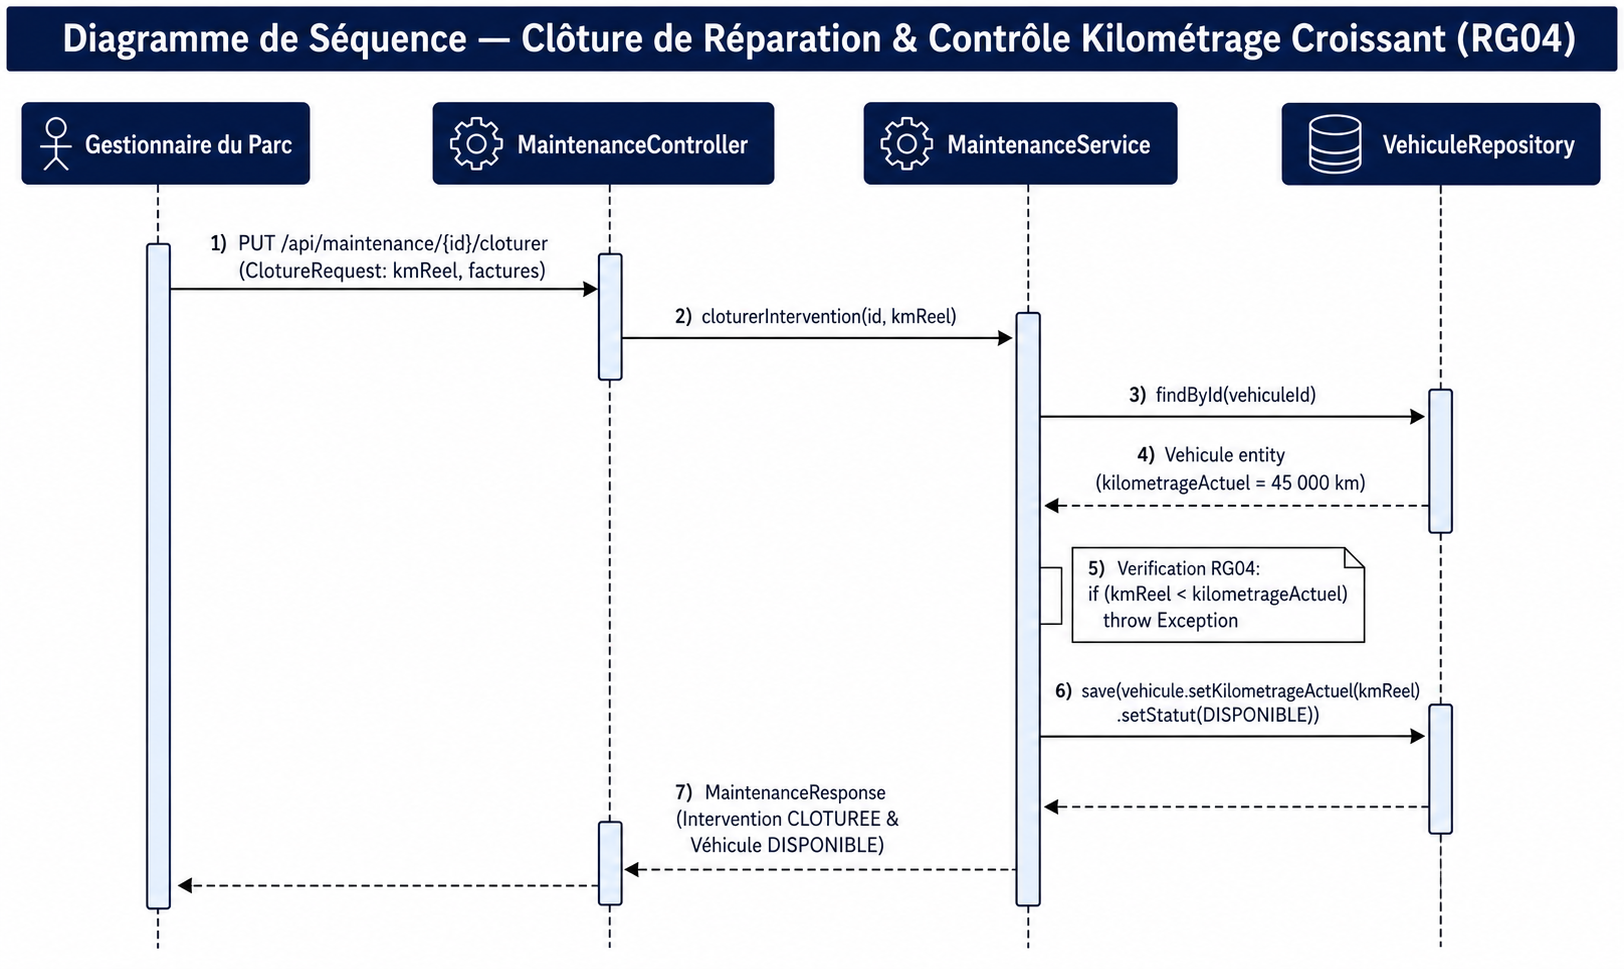 Diagramme de Séquence — Clôture de Réparation & Contrôle Kilométrage Croissant (RG04)
Gestionnaire du Parc
MaintenanceController
MaintenanceService
VehiculeRepository
1) PUT /api/maintenance/{id}/cloturer
(ClotureRequest: kmReel, factures)
2) cloturerIntervention(id, kmReel)
3) findById(vehiculeId)
4) Vehicule entity
(kilometrageActuel = 45 000 km)
5) Verification RG04:
if (kmReel < kilometrageActuel)
throw Exception
6) save(vehicule.setKilometrageActuel(kmReel)
.setStatut(DISPONIBLE))
7) MaintenanceResponse
(Intervention CLOTUREE &
Véhicule DISPONIBLE)